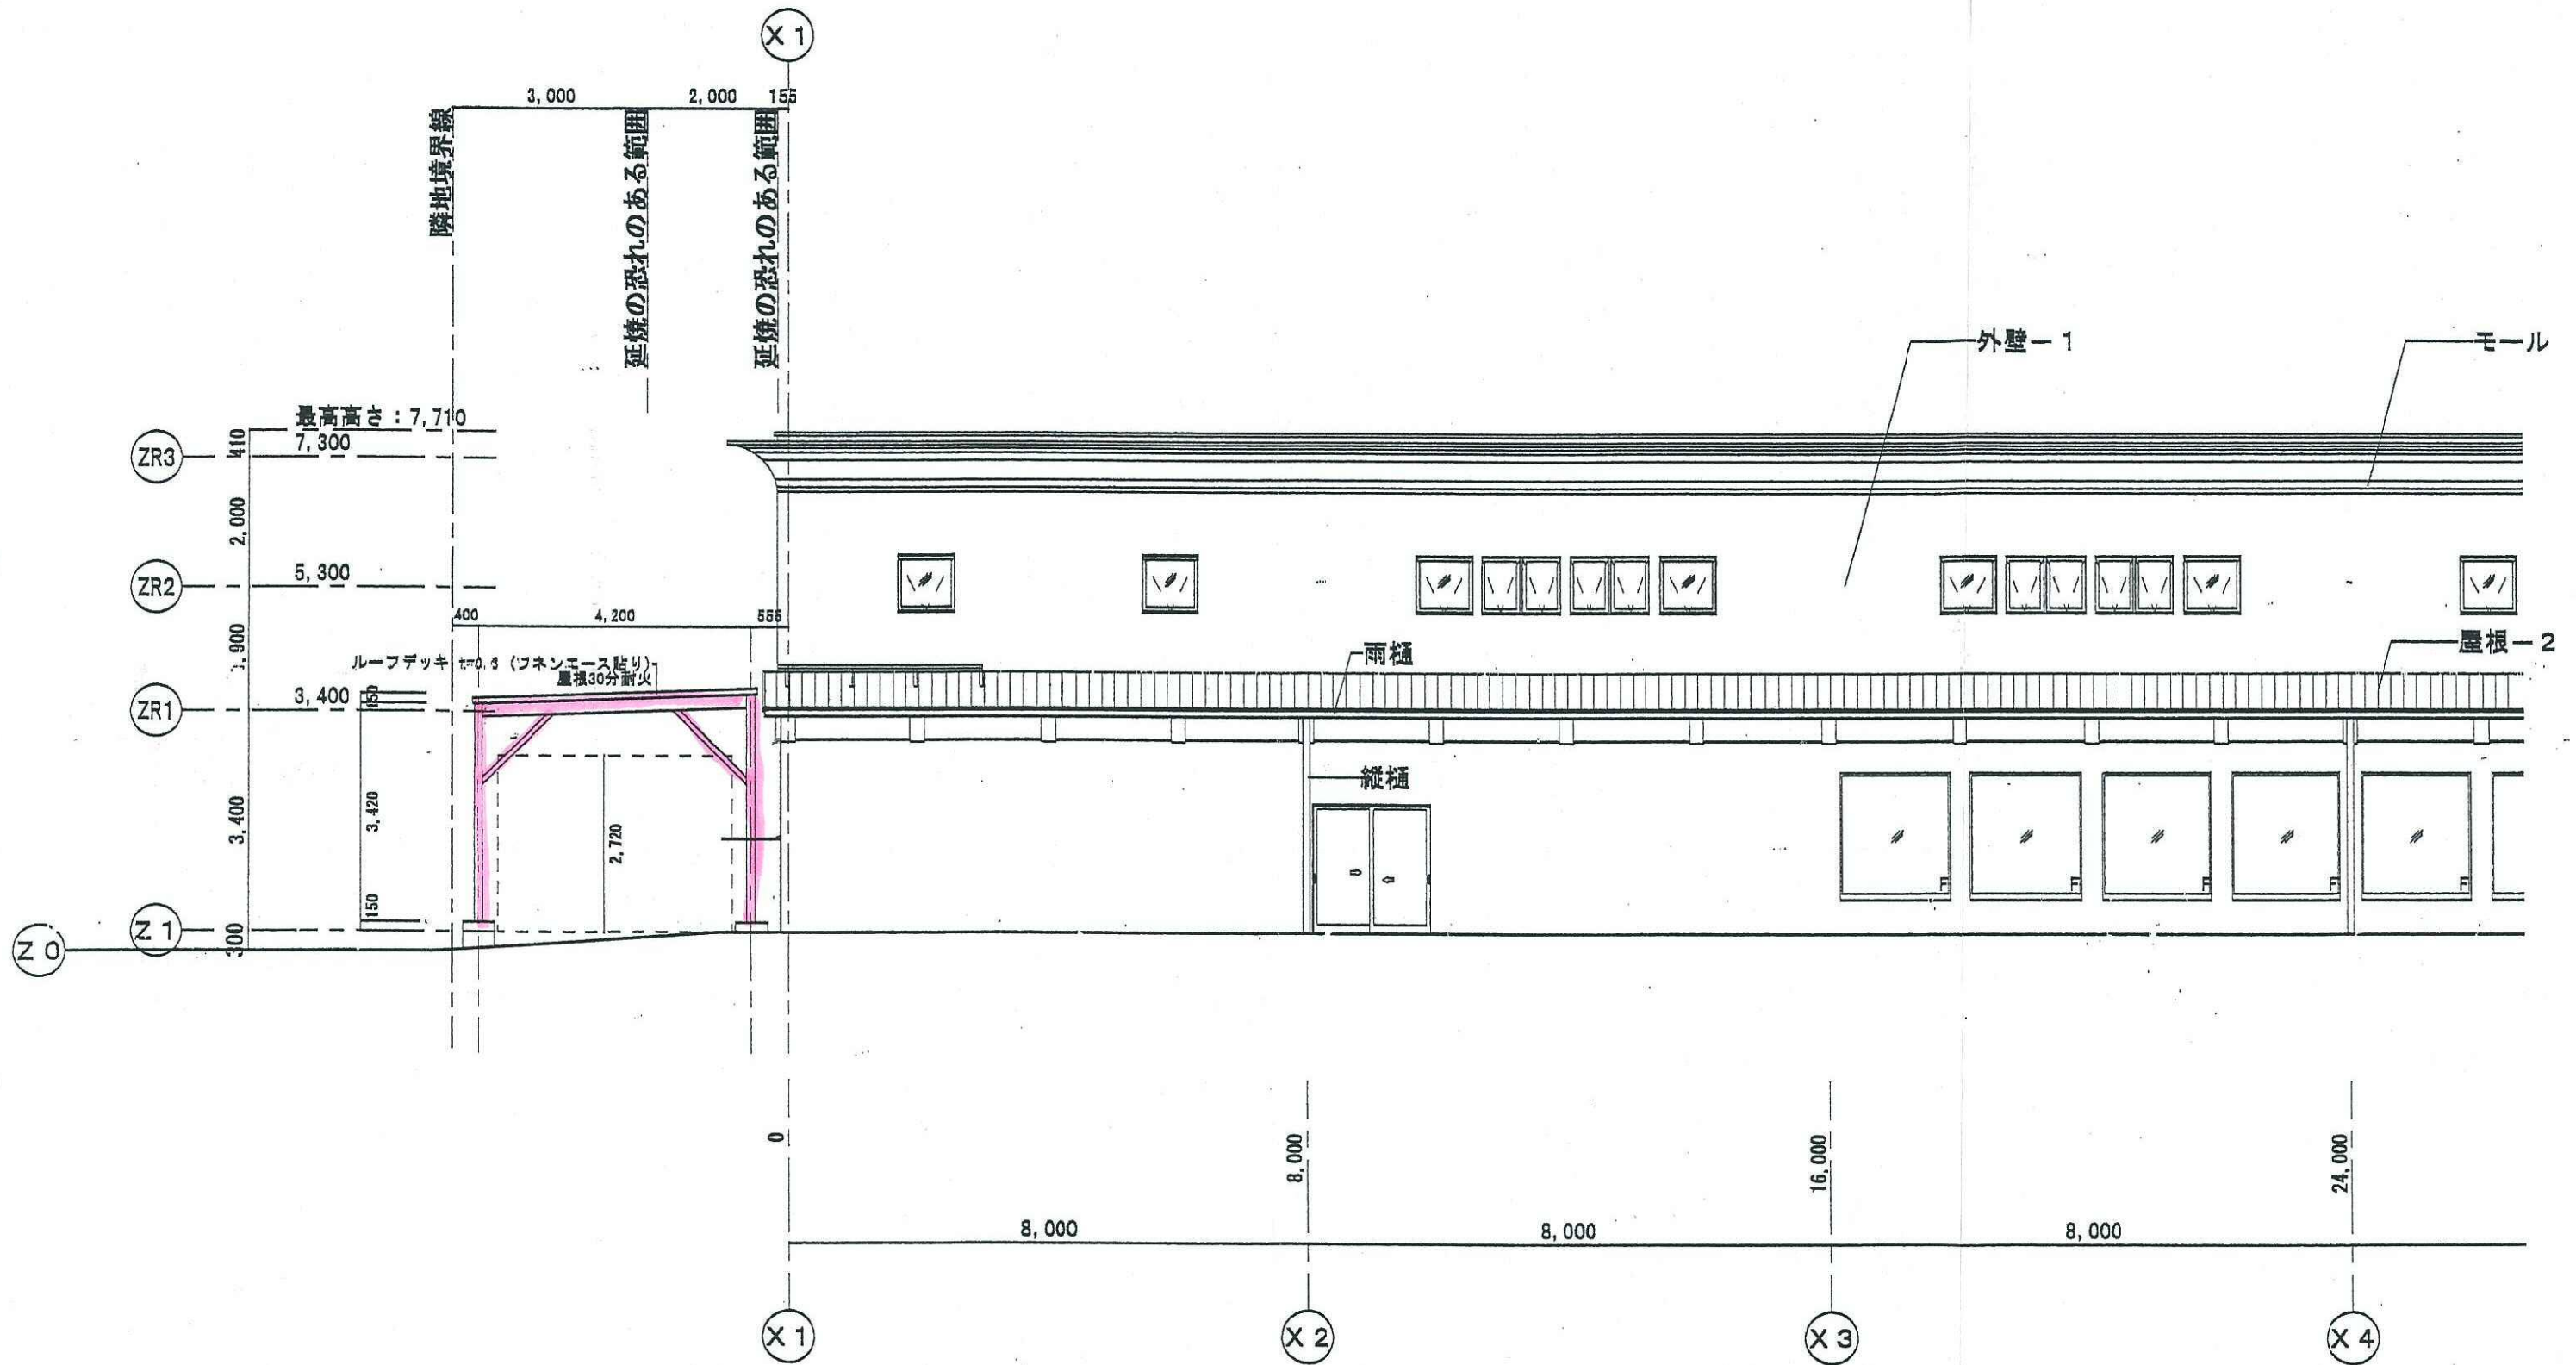 X1
3,000
2,000
155
隣地境界線
延焼の恐れのある範囲
延焼の恐れのある範囲
外壁ー1
モール
最高高さ:7,710
410
7,300
ZR3
2,000
5,300
ZR2
400
4,200
555
雨樋
屋根ー2
ルーフデッキ
屋根30分耐火
3,400
150
ZR1
縦樋
3,400
3,420
2,720
F
F
F
F
F
150
Z1
300
Z0
0
8,000
16,000
24,000
8,000
8,000
8,000
X1
X2
X3
X4